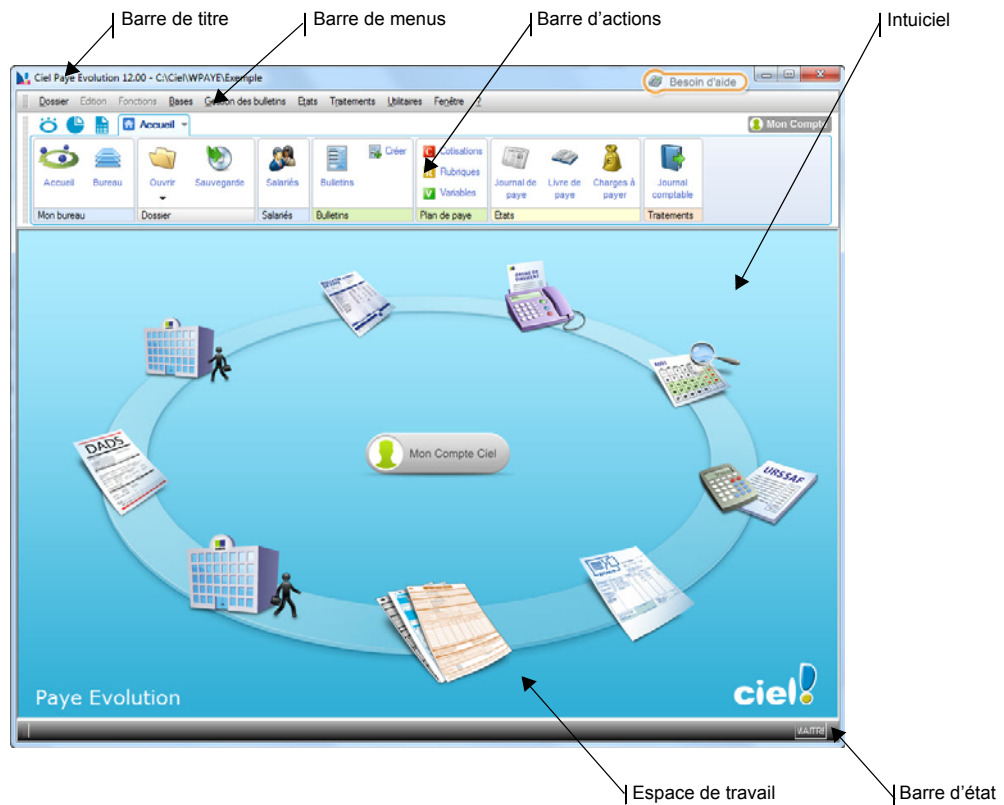 Barre de titre
Barre de menus
Barre d'actions
Intuiciel
Ciel Paye Evolution 12.00 - C:\Ciel\WPAYE\Exemple
Besoin d'aide
Dossier Edition Fonctions Bases Gestion des bulletins Etats Traitements Utilitaires Fenêtre ?
Accueil
Mon Compte
Accueil Bureau Ouvrir Sauvegarde Salariés Bulletins Créer
C Cotisations
Rubriques
V Variables
Journal de paye
Livre de paye
Charges à payer
Journal comptable
Mon bureau Dossier Salariés Bulletins Plan de paye Etats Traitements
DADS
URSSAF
Mon Compte Ciel
Paye Evolution
ciel!
Espace de travail
Barre d'état